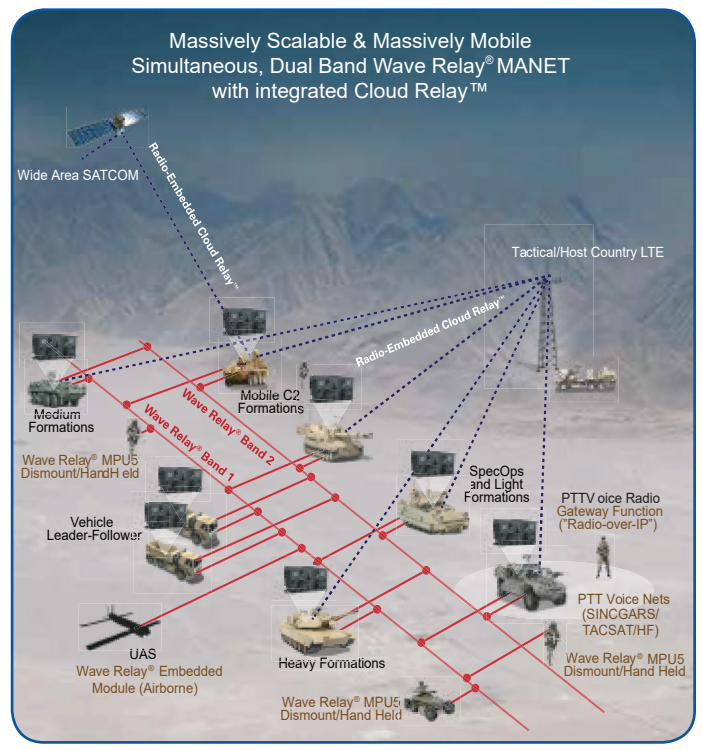 Massively Scalable & Massively Mobile
Simultaneous, Dual Band Wave Relay® MANET
with integrated Cloud Relay™
Wide Area SATCOM
Radio-Embedded Cloud Relay™
Tactical/Host Country LTE
Radio-Embedded Cloud Relay™
Medium
Formations
Mobile C2
Formations
Wave Relay® Band 2
Wave Relay® Band 1
Wave Relay® MPU5
Dismount/HandH eld
SpecOps
and Light
Formations
PTTV oice Radio
Gateway Function
("Radio-over-IP")
Vehicle
Leader-Follower
PTT Voice Nets
(SINCGARS/
TACSAT/HF)
UAS
Wave Relay® Embedded
Module (Airborne)
Heavy Formations
Wave Relay® MPU5
Dismount/Hand Held
Wave Relay® MPU5
Dismount/Hand Held